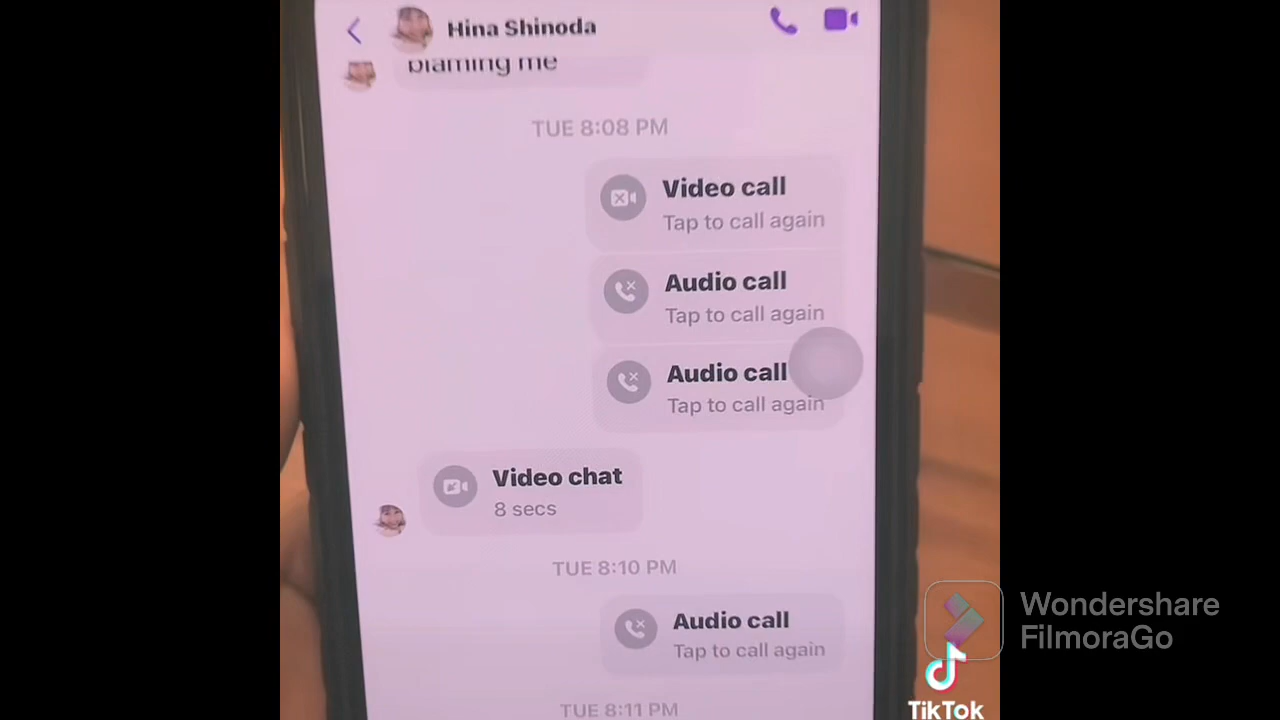 Hina Shinoda
blaming me
TUE 8:08 PM
Video call
Tap to call again
Audio call
Tap to call again
Audio call
Tap to call again
Video chat
8 secs
TUE 8:10 PM
Audio call
Tap to call again
TUE 8:11 PM
Wondershare
FilmoraGo
TikTok